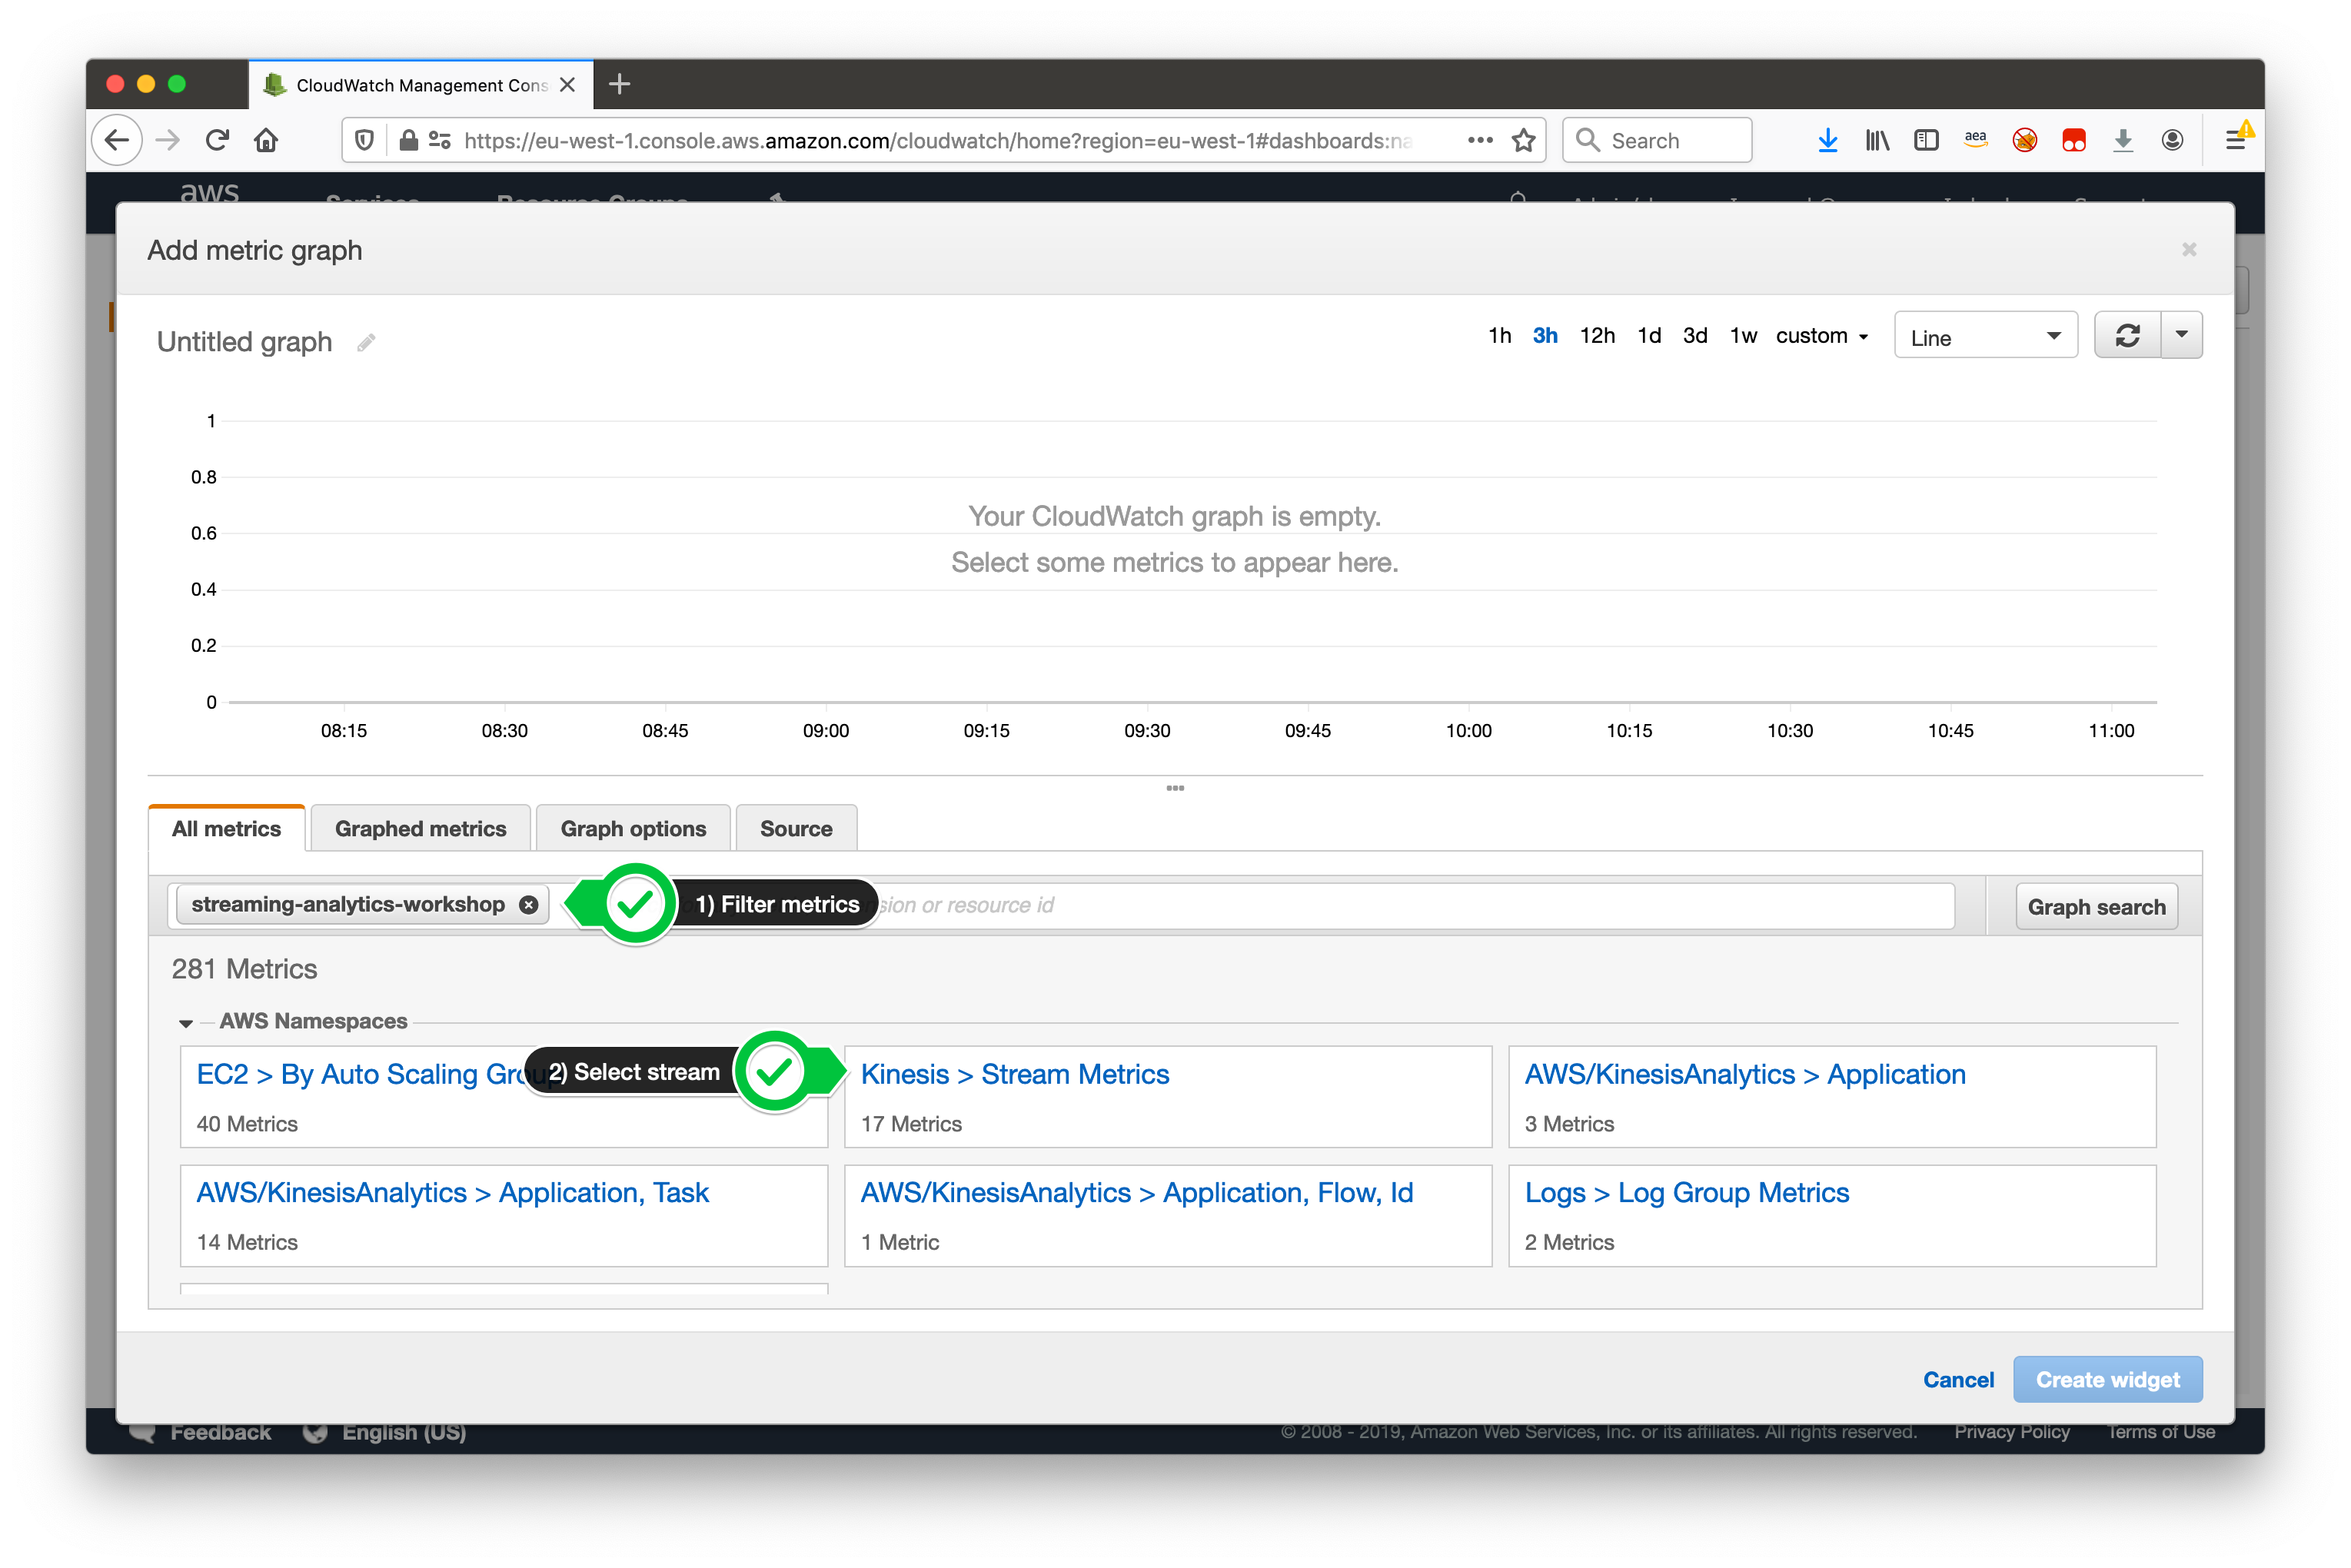 CloudWatch Management Cons
https://eu-west-1.console.aws.amazon.com/cloudwatch/home?region=eu-west-1#dashboards:na
Search
aea
aws Services Resource Groups
Add metric graph
Untitled graph
1h 3h 12h 1d 3d 1w custom
Line
1
0.8
0.6
0.4
0.2
0
Your CloudWatch graph is empty.
Select some metrics to appear here.
08:15 08:30 08:45 09:00 09:15 09:30 09:45 10:00 10:15 10:30 10:45 11:00
All metrics Graphed metrics Graph options Source
streaming-analytics-workshop 1) Filter metrics or resource id Graph search
281 Metrics
AWS Namespaces
EC2 > By Auto Scaling Group 2) Select stream Kinesis > Stream Metrics AWS/KinesisAnalytics > Application
40 Metrics 17 Metrics 3 Metrics
AWS/KinesisAnalytics > Application, Task AWS/KinesisAnalytics > Application, Flow, Id Logs > Log Group Metrics
14 Metrics 1 Metric 2 Metrics
Cancel Create widget
Feedback English (US) © 2008 - 2019, Amazon Web Services, Inc. or its affiliates. All rights reserved. Privacy Policy Terms of Use